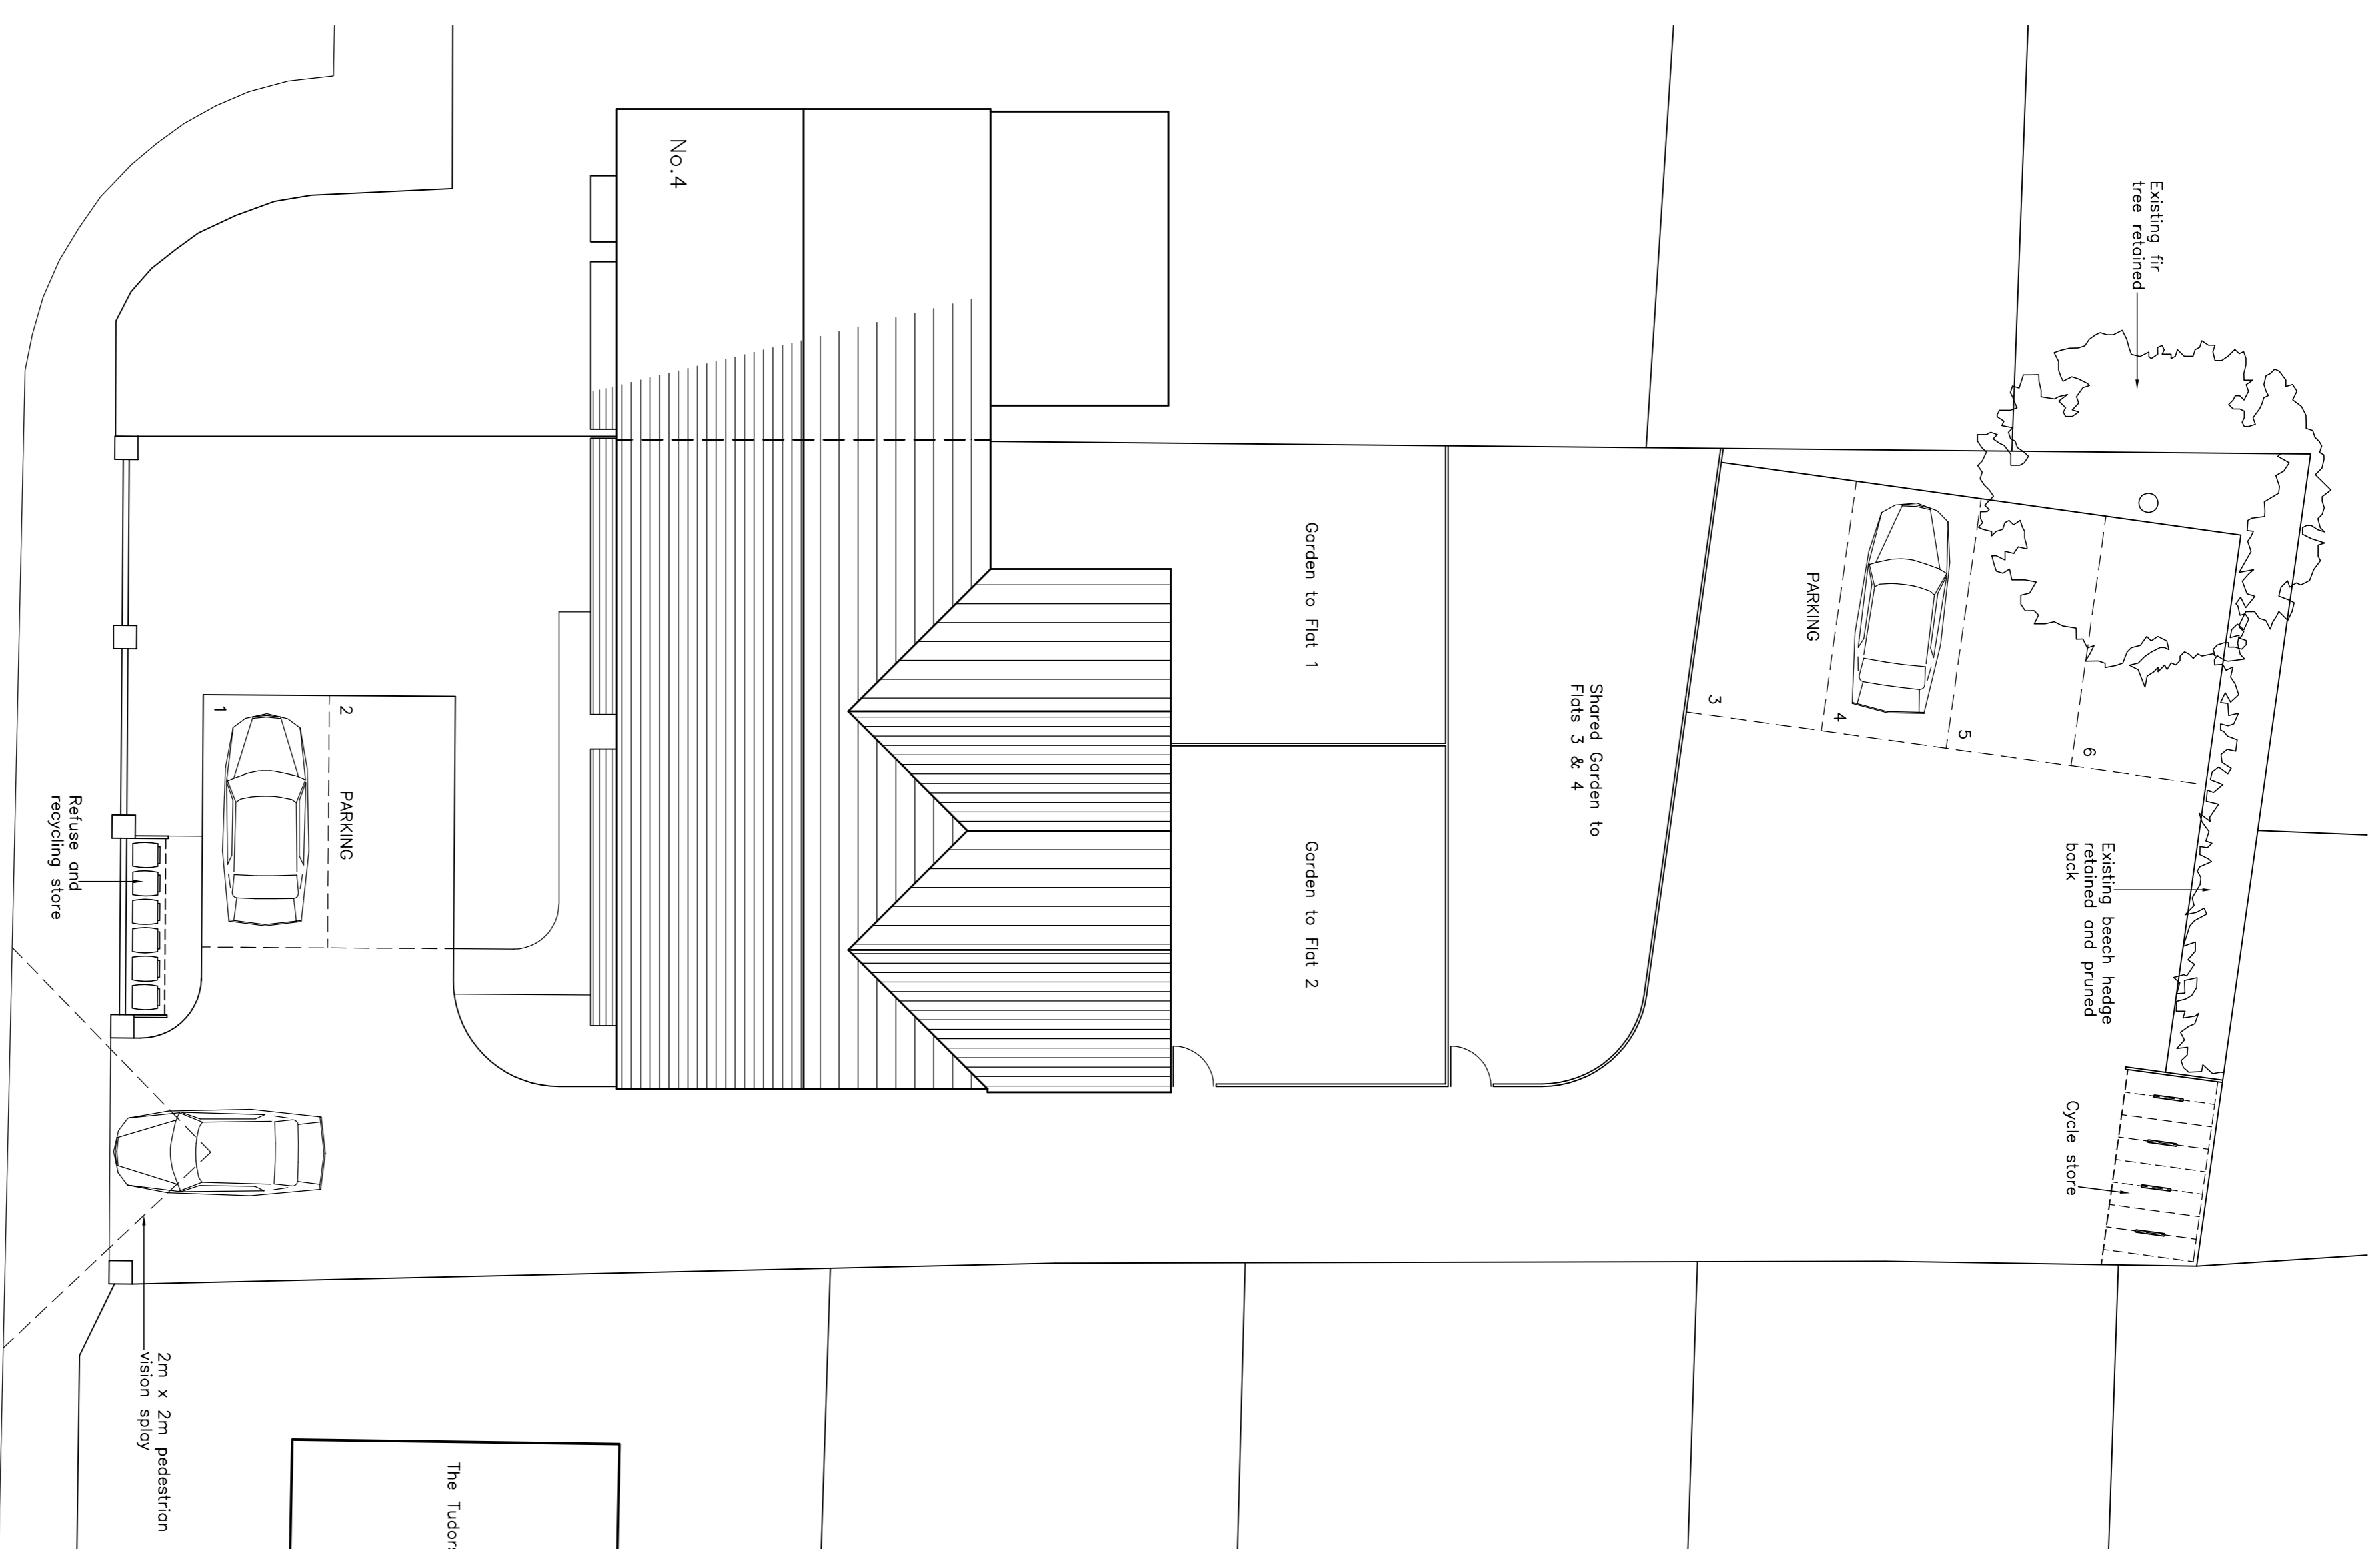 Existing fir
tree retained
No.4
Garden to Flat 1
PARKING
3
4
5
6
Shared Garden to
Flats 3 & 4
1
2
PARKING
Refuse and
recycling store
Garden to Flat 2
Existing beech hedge
retained and pruned
back
Cycle store
2m x 2m pedestrian
vision splay
The Tudors